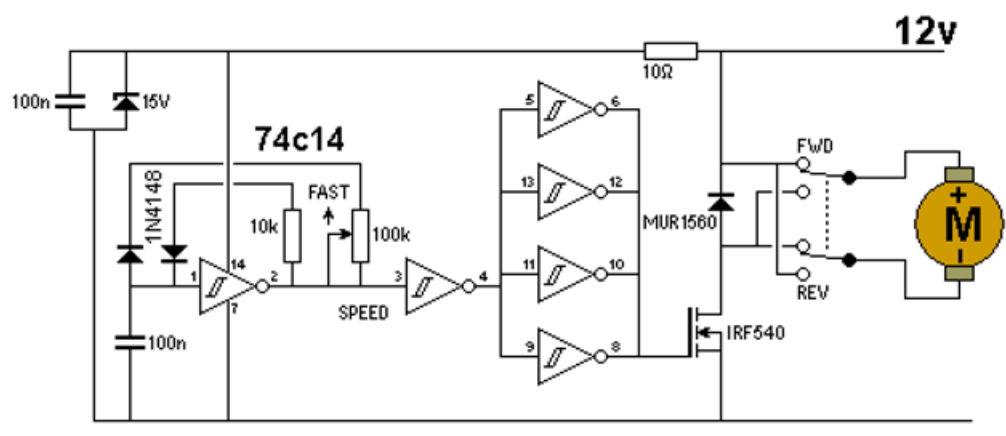 12v
10Ω
100n
15V
74c14
5
6
FWD
1N4148
FAST
13
12
10k
100k
MUR1560
+
M
-
14
1
2
3
4
11
10
7
SPEED
REV
100n
9
8
IRF540